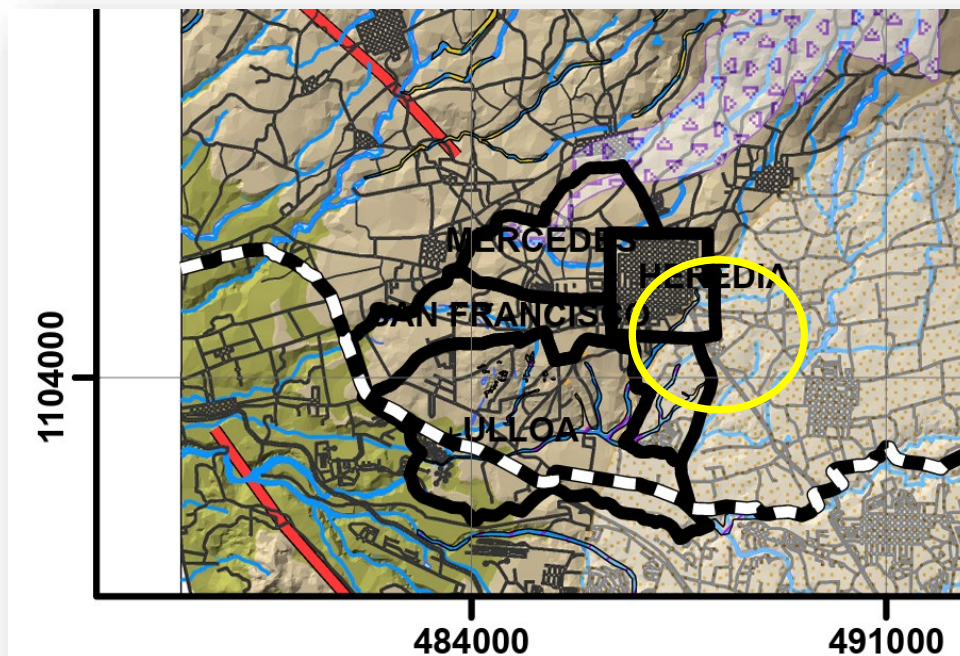 MERCEDES
HEREDIA
SAN FRANCISCO
1104000
ULLOA
484000
491000